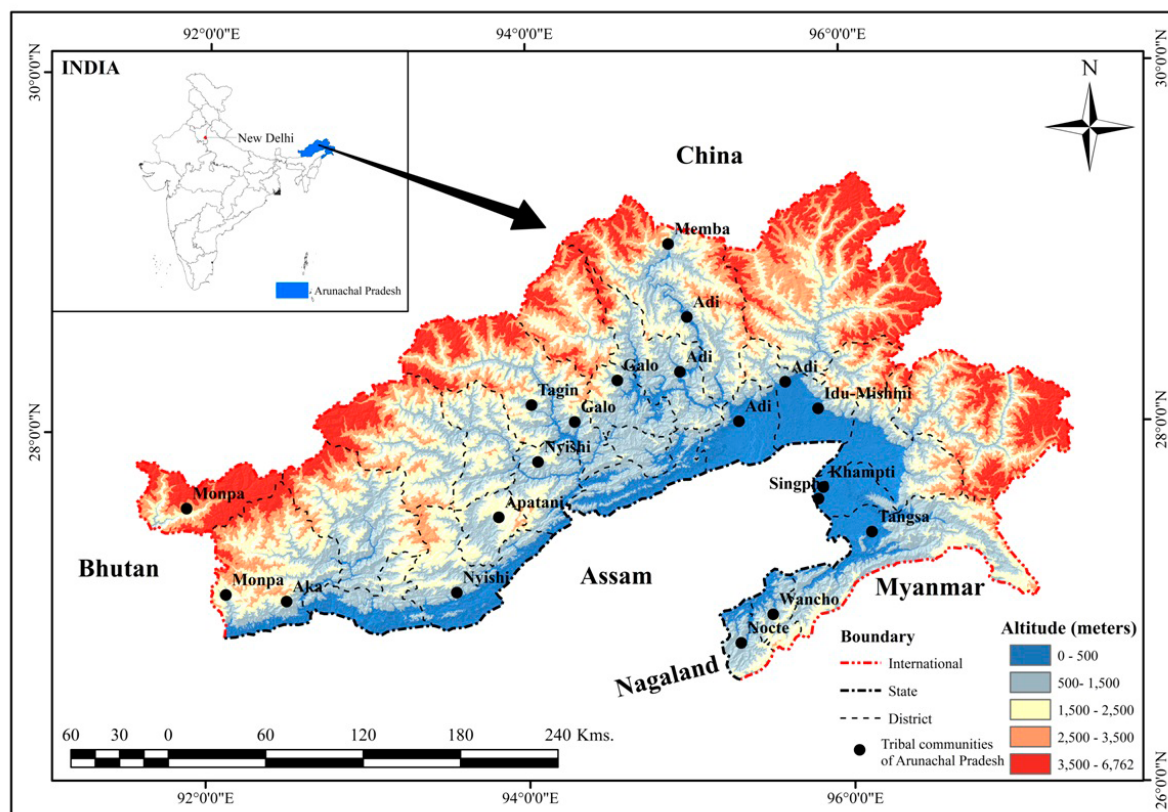 92°0'0"E
94°0'0"E
96°0'0"E
30°0'0"N
30°0'0"N
INDIA
New Delhi
Arunachal Pradesh
N
China
Memba
Adi
Adi
Galo
Adi
Tagin
Galo
Adi
Idu-Mishmi
28°0'0"N
28°0'0"N
Nyishi
Khampti
Singpho
Monpa
Apatani
Tangsa
Bhutan
Monpa
Aka
Nyishi
Assam
Myanmar
Wancho
Nocte
Nagaland
Boundary
International
State
District
Tribal communities
of Arunachal Pradesh
Altitude (meters)
0 - 500
500- 1,500
1,500 - 2,500
2,500 - 3,500
3,500 - 6,762
60 30 0 60 120 180 240 Kms.
26°0'0"N
92°0'0"E
94°0'0"E
96°0'0"E